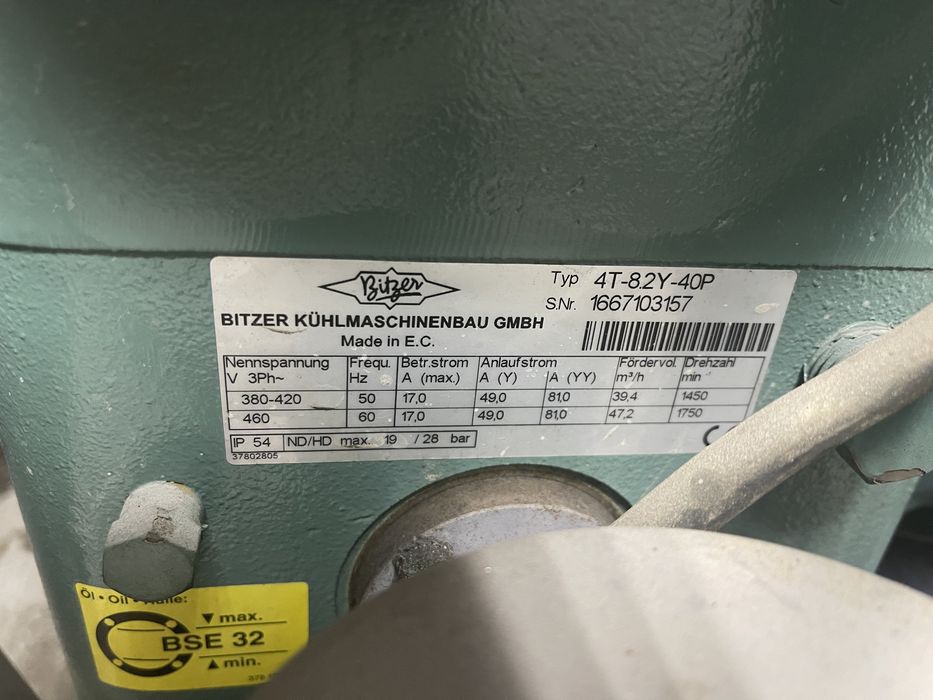 Bitzer
Typ 4T-8.2Y-40P
S.Nr. 1667103157
BITZER KÜHLMASCHINENBAU GMBH
Made in E.C.
Nennspannung Frequ. Betr.strom Anlaufstrom Fördervol. Drehzahl
V 3Ph~ Hz A (max.) A (Y) A (YY) m³/h min
380-420 50 17,0 49,0 81,0 39,4 1450
460 60 17,0 49,0 81,0 47,2 1750
IP 54 ND/HD max. 19 / 28 bar
37802805
Öl • Oil •
▼ max.
BSE 32
▲ min.